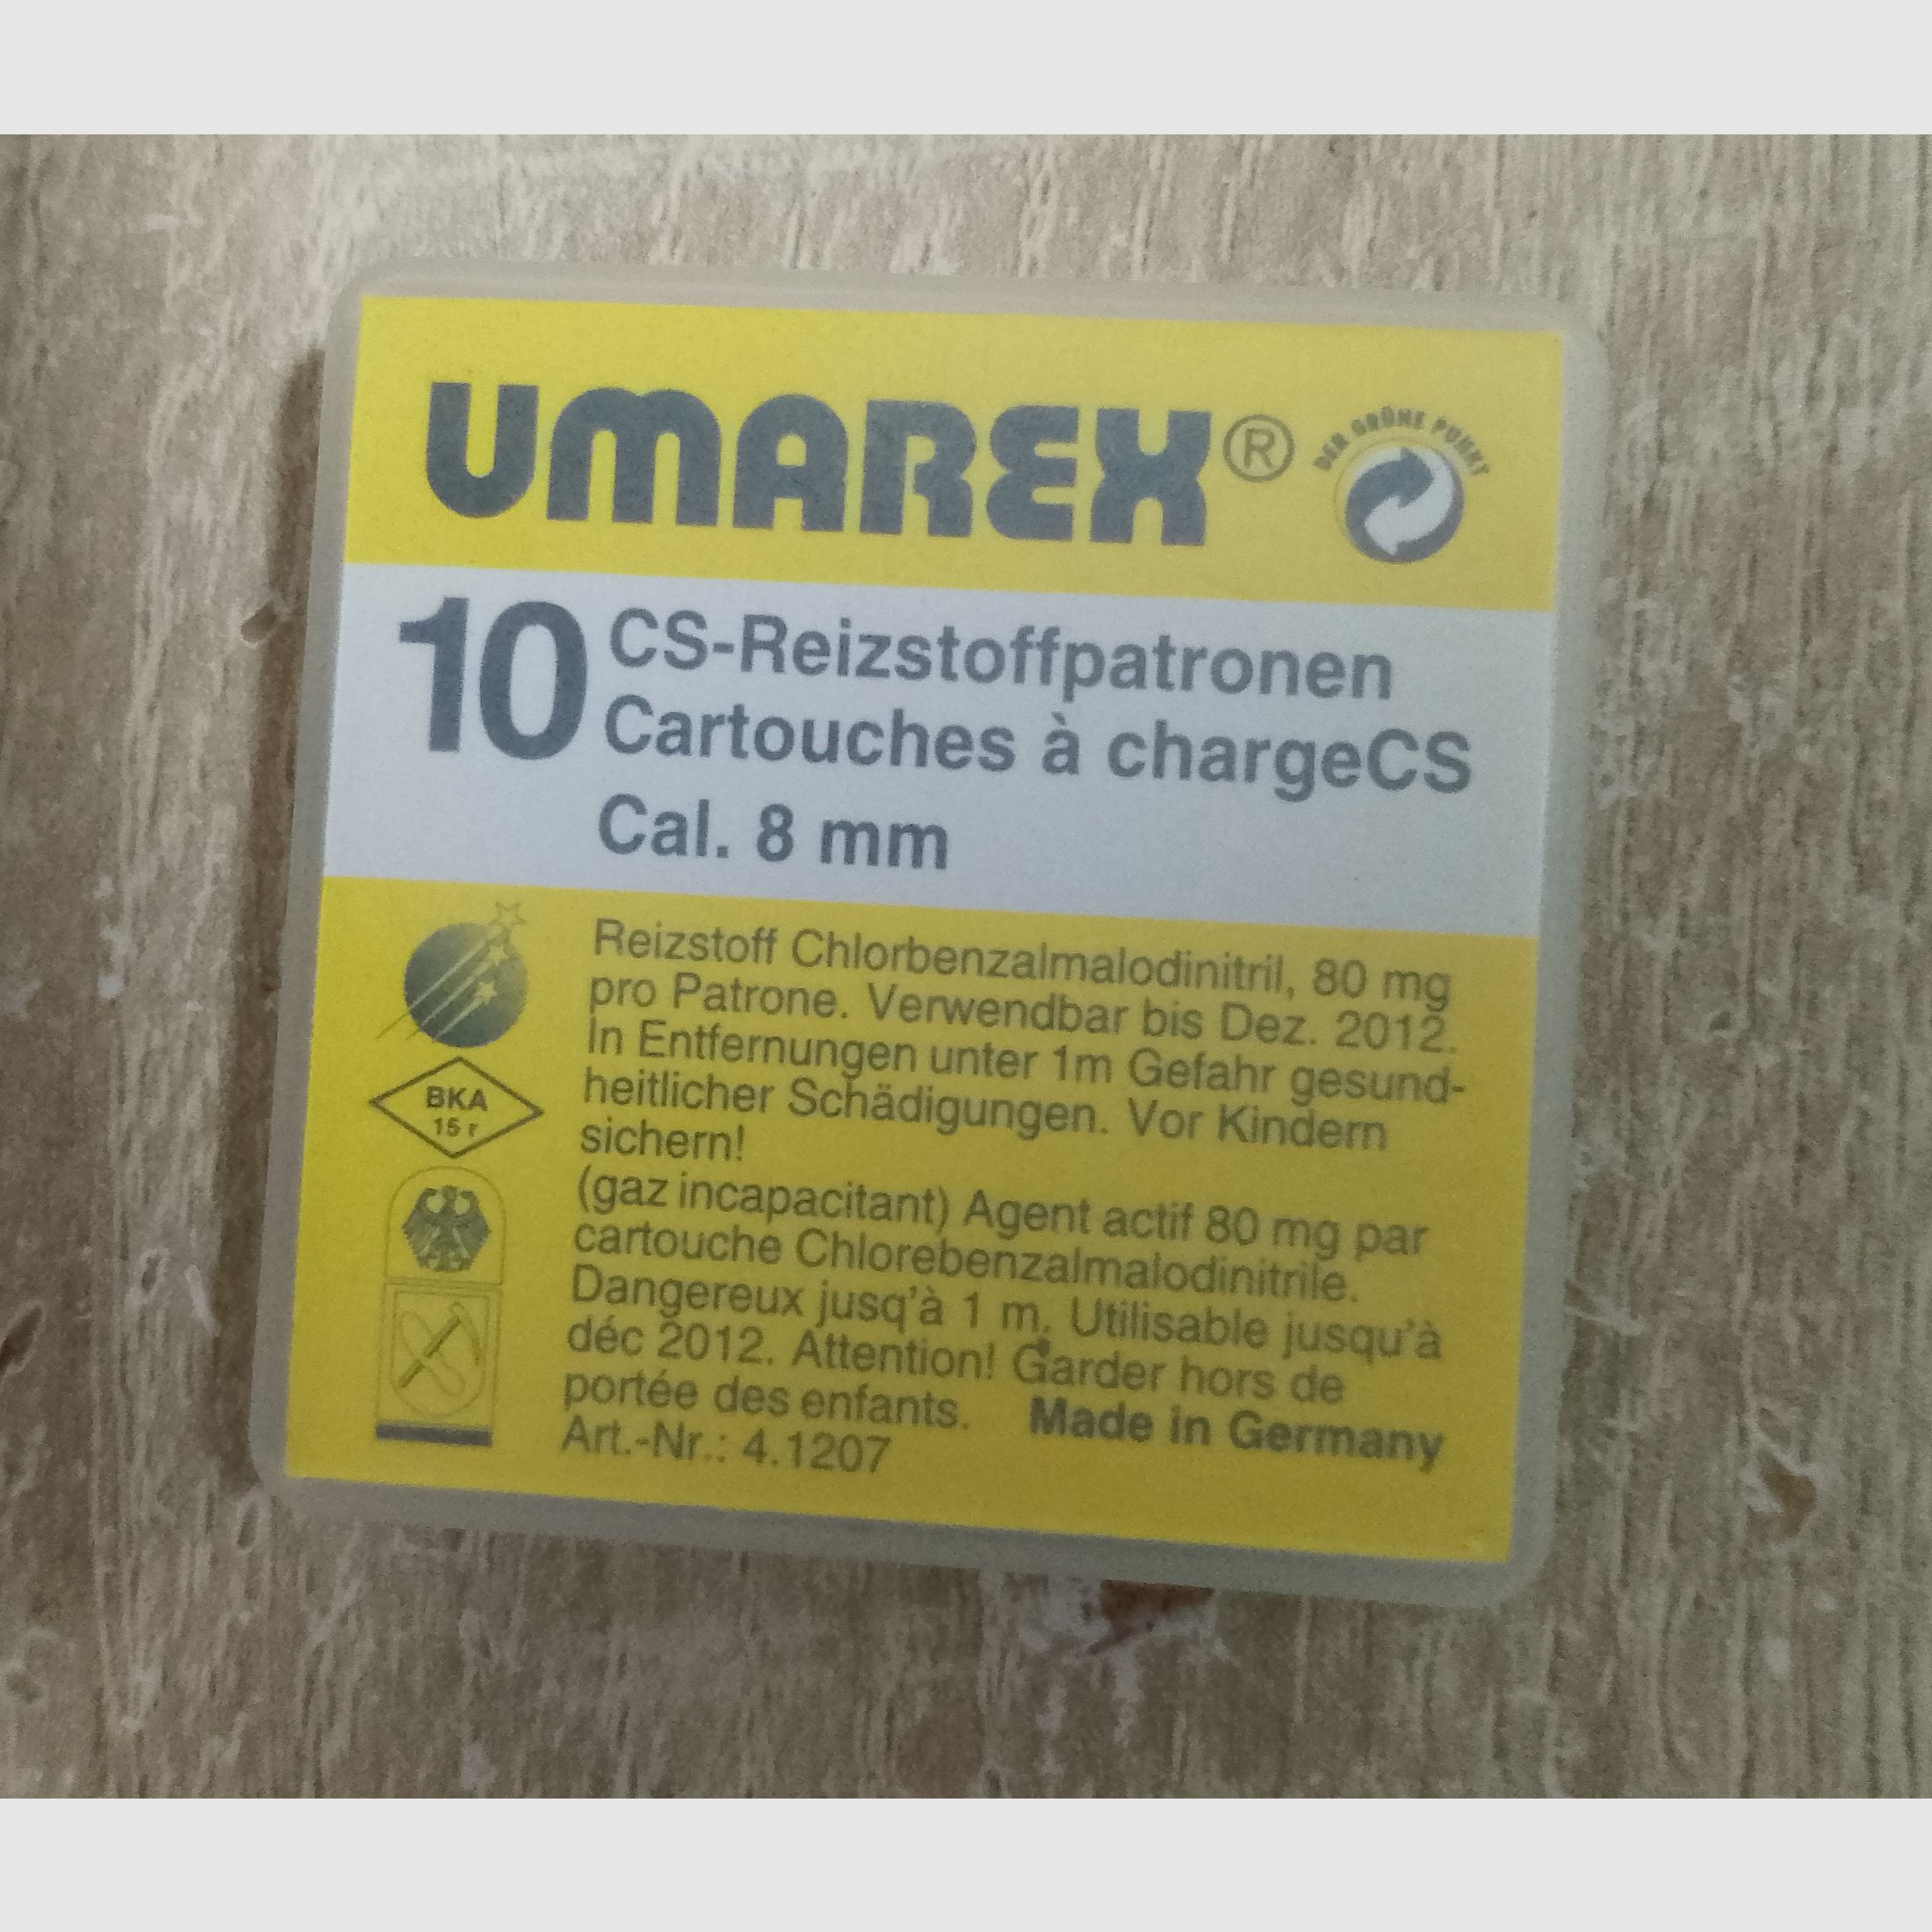 UMAREX®
DER GRÜNE PUNKT
10 CS-Reizstoffpatronen
Cartouches à chargeCS
Cal. 8 mm
Reizstoff Chlorbenzalmalodinitril, 80 mg
pro Patrone. Verwendbar bis Dez. 2012.
In Entfernungen unter 1m Gefahr gesund-
heitlicher Schädigungen. Vor Kindern
sichern!
(gaz incapacitant) Agent actif 80 mg par
cartouche Chlorebenzalmalodinitrile.
Dangereux jusq'à 1 m. Utilisable jusqu'à
déc 2012. Attention! Garder hors de
portée des enfants. Made in Germany
Art.-Nr.: 4.1207
BKA
15 r